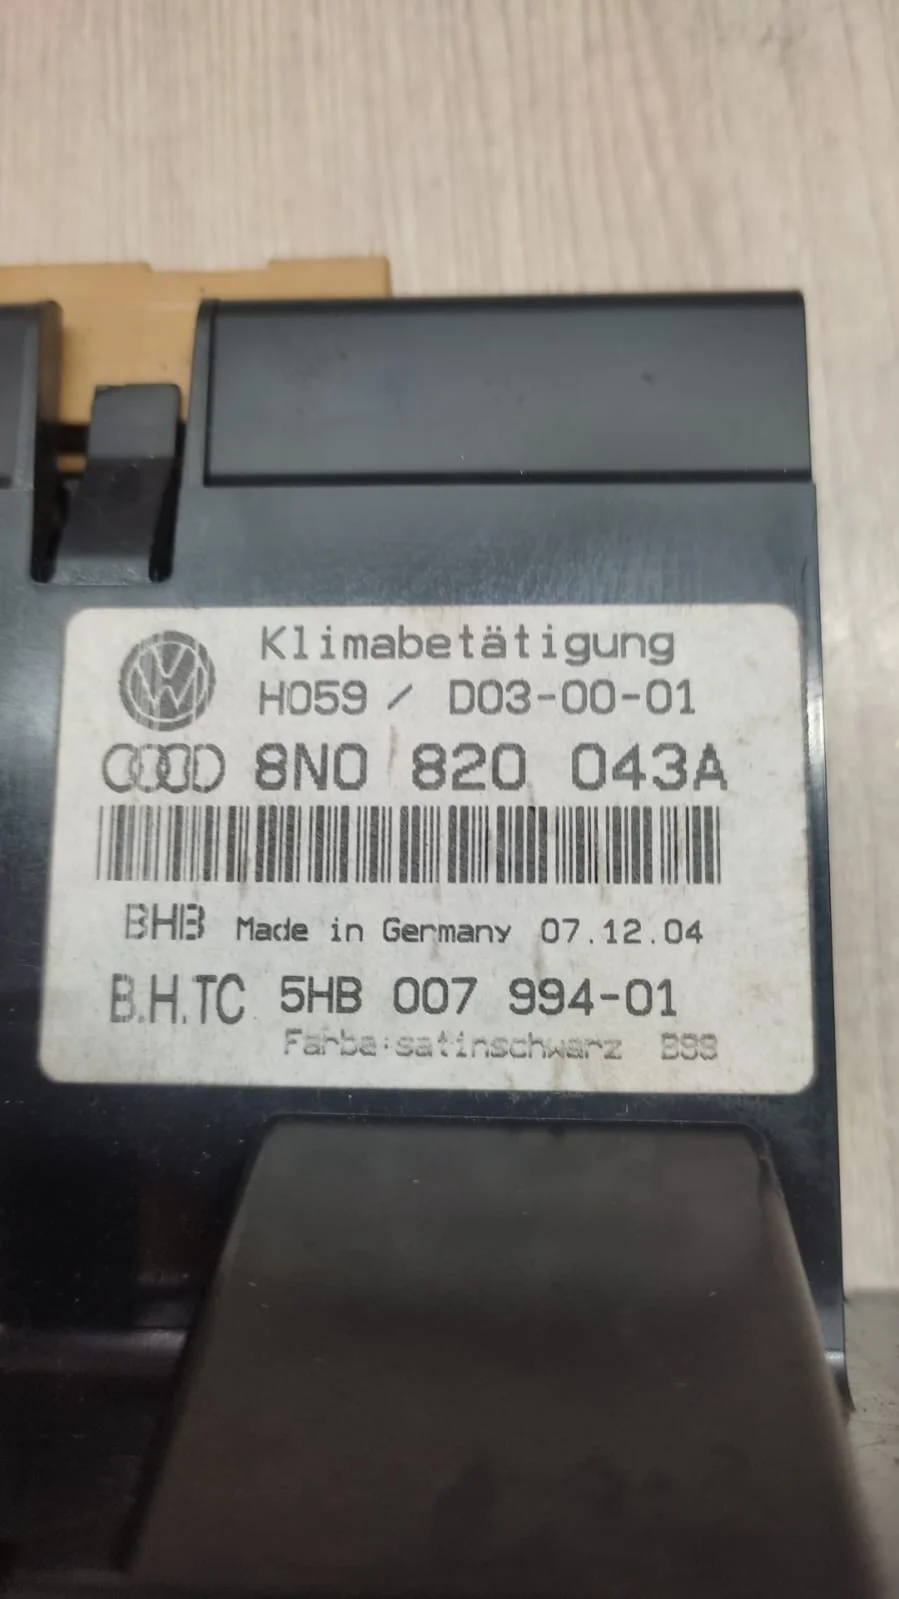 Klimabetätigung
H059 / D03-00-01
8N0 820 043A
BHB Made in Germany 07.12.04
B.H.TC 5HB 007 994-01
Farbe:satinschwarz B98